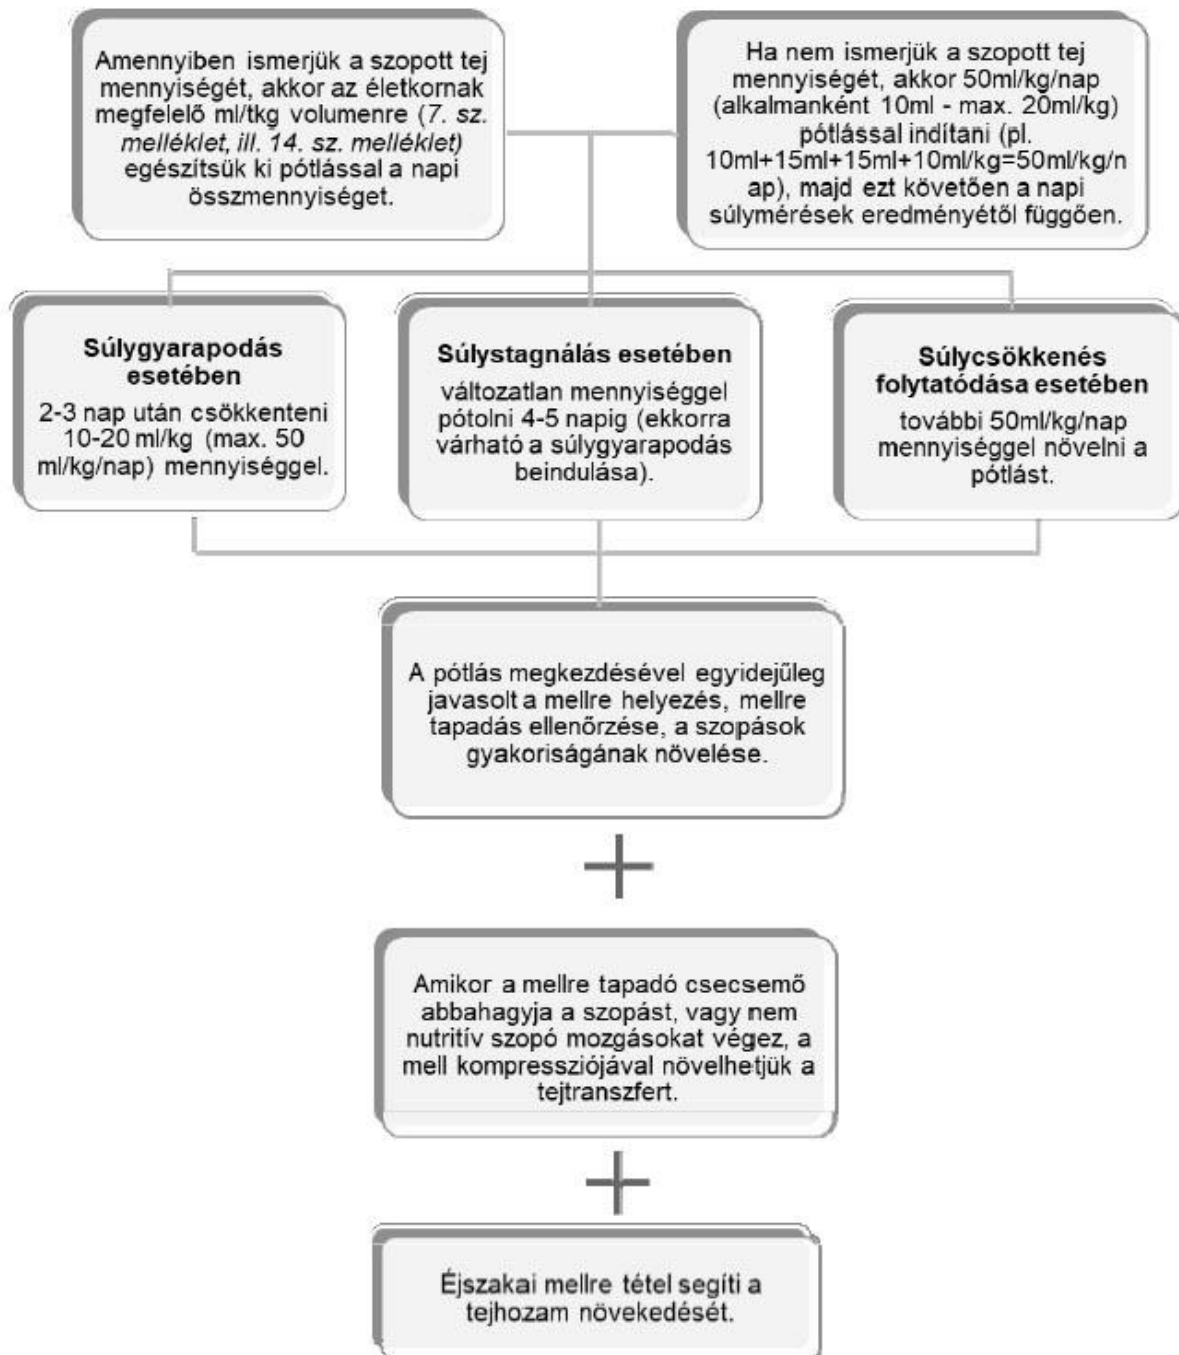 Amennyiben ismerjük a szopott tej
mennyiségét, akkor az életkornak
megfelelő ml/tkg volumenre (7. sz.
melléklet, ill. 14. sz. melléklet)
egészítsük ki pótlással a napi
összmennyiséget.
Ha nem ismerjük a szopott tej
mennyiségét, akkor 50ml/kg/nap
(alkalmanként 10ml - max. 20ml/kg)
pótlással indítani (pl.
10ml+15ml+15ml+10ml/kg=50ml/kg/n
ap), majd ezt követően a napi
súlymérések eredményétől függően.
Súlygyarapodás
esetében
2-3 nap után csökkenteni
10-20 ml/kg (max. 50
ml/kg/nap) mennyiséggel.
Súlystagnálás esetében
változatlan mennyiséggel
pótolni 4-5 napig (ekkorra
várható a súlygyarapodás
beindulása).
Súlycsökkenés
folytatódása esetében
további 50ml/kg/nap
mennyiséggel növelni a
pótlást.
A pótlás megkezdésével egyidejűleg
javasolt a mellre helyezés, mellre
tapadás ellenőrzése, a szopások
gyakoriságának növelése.
Amikor a mellre tapadó csecsemő
abbahagyja a szopást, vagy nem
nutritív szopó mozgásokat végez, a
mell kompressziójával növelhetjük a
tejtranszfert.
Éjszakai mellre tétel segíti a
tejhozam növekedését.